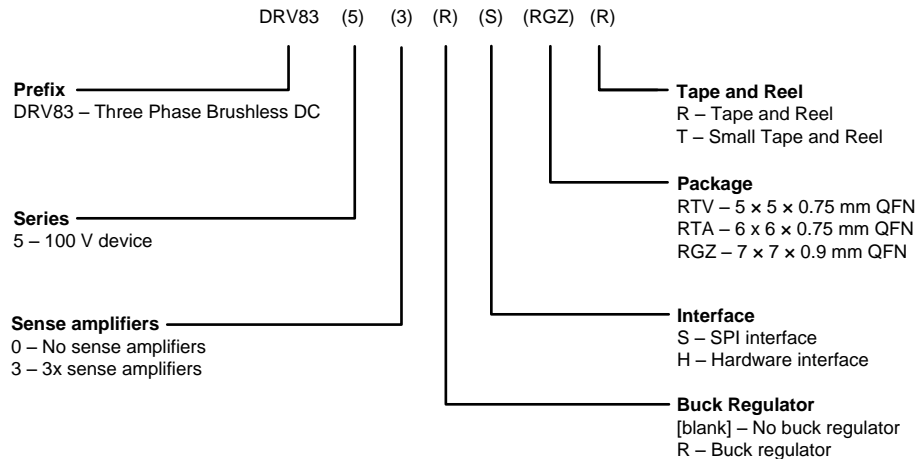 DRV83 (5) (3) (R) (S) (RGZ) (R)
Prefix
DRV83 – Three Phase Brushless DC
Series
5 – 100 V device
Sense amplifiers
0 – No sense amplifiers
3 – 3x sense amplifiers
Tape and Reel
R – Tape and Reel
T – Small Tape and Reel
Package
RTV – 5 × 5 × 0.75 mm QFN
RTA – 6 x 6 × 0.75 mm QFN
RGZ – 7 × 7 × 0.9 mm QFN
Interface
S – SPI interface
H – Hardware interface
Buck Regulator
[blank] – No buck regulator
R – Buck regulator